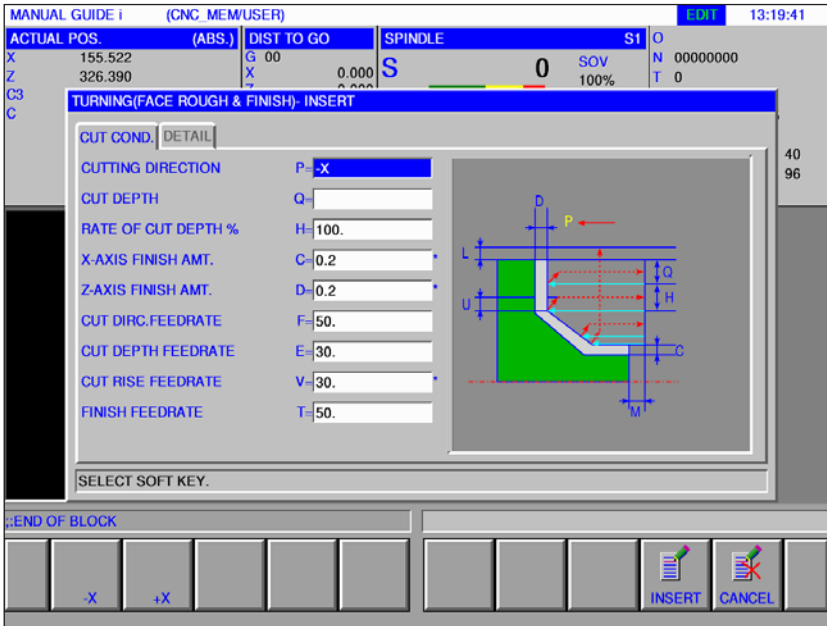 MANUAL GUIDE i (CNC_MEM/USER) EDIT 13:19:41
ACTUAL POS. (ABS.) DIST TO GO SPINDLE S1 O
X 155.522 G 00 S 0 SOV N 00000000
Z 326.390 X 0.000 100% T 0
C3
C
TURNING(FACE ROUGH & FINISH)- INSERT
CUT COND. DETAIL
CUTTING DIRECTION P=-X
CUT DEPTH Q=
RATE OF CUT DEPTH % H=100.
X-AXIS FINISH AMT. C=0.2 *
Z-AXIS FINISH AMT. D=0.2 *
CUT DIRC.FEEDRATE F=50.
CUT DEPTH FEEDRATE E=30.
CUT RISE FEEDRATE V=30. *
FINISH FEEDRATE T=50.
D
P
L
Q
U
H
C
M
40
96
SELECT SOFT KEY.
;;END OF BLOCK
-X +X INSERT CANCEL